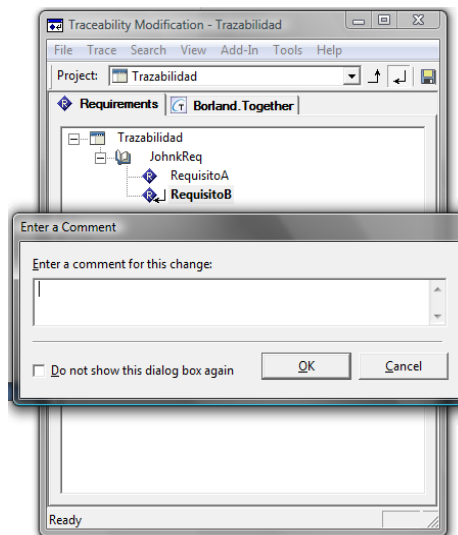 Traceability Modification - Trazabilidad
File Trace Search View Add-In Tools Help
Project: Trazabilidad
Requirements Borland.Together
Trazabilidad
JohnkReq
RequisitoA
RequisitoB
Enter a Comment
Enter a comment for this change:
Do not show this dialog box again OK Cancel
Ready